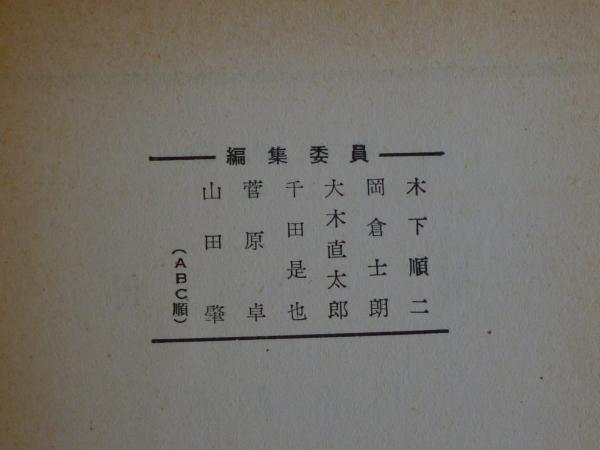 編集委員
木下順二
岡倉士朗
大木直太郎
千田是也
菅原卓
山田肇
(ABC順)